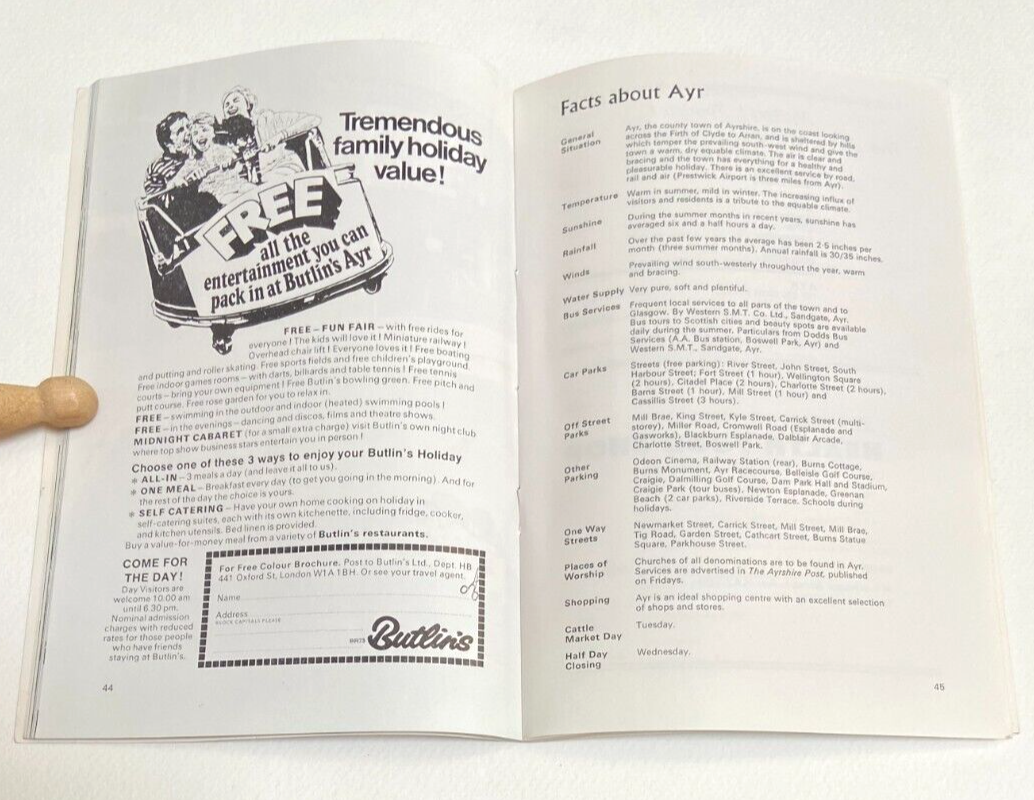 Tremendous
family holiday
value!
FREE
all the
entertainment you can
pack in at Butlin's Ayr
FREE – FUN FAIR – with free rides for
everyone! The kids will love it! Miniature railway!
Overhead chair lift! Everyone loves it! Free boating
and putting and roller skating. Free sports fields and free children's playground.
Free indoor games rooms – with darts, billiards and table tennis! Free tennis
courts – bring your own equipment! Free Butlin's bowling green. Free pitch and
putt course. Free rose garden for you to relax in.
FREE – swimming in the outdoor and indoor (heated) swimming pools!
FREE – in the evenings – dancing and discos, films and theatre shows.
MIDNIGHT CABARET (for a small extra charge) visit Butlin's own night club
where top show business stars entertain you in person!
Choose one of these 3 ways to enjoy your Butlin's Holiday
* ALL-IN – 3 meals a day (and leave it all to us).
* ONE MEAL – Breakfast every day (to get you going in the morning). And for
the rest of the day the choice is yours.
* SELF CATERING – Have your own home cooking on holiday in
self-catering suites, each with its own kitchenette, including fridge, cooker,
and kitchen utensils. Bed linen is provided.
Buy a value-for-money meal from a variety of Butlin's restaurants.
COME FOR
THE DAY!
Day Visitors are
welcome 10.00 am
until 6.30 pm.
Nominal admission
charges with reduced
rates for those people
who have friends
staying at Butlin's.
For Free Colour Brochure. Post to Butlin's Ltd., Dept. HB
441 Oxford St, London W1A 1BH. Or see your travel agent.
Name
Address
BLOCK CAPITALS PLEASE
Butlin's
44
Facts about Ayr
General
Situation
Ayr, the county town of Ayrshire, is on the coast looking
across the Firth of Clyde to Arran, and is sheltered by hills
which temper the prevailing south-west wind and give the
town a warm, dry equable climate. The air is clear and
bracing and the town has everything for a healthy and
pleasurable holiday. There is an excellent service by road,
rail and air (Prestwick Airport is three miles from Ayr).
Temperature
Warm in summer, mild in winter. The increasing influx of
visitors and residents is a tribute to the equable climate.
Sunshine
During the summer months in recent years, sunshine has
averaged six and a half hours a day.
Rainfall
Over the past few years the average has been 2·5 inches per
month (three summer months). Annual rainfall is 30/35 inches.
Winds
Prevailing wind south-westerly throughout the year, warm
and bracing.
Water Supply
Very pure, soft and plentiful.
Bus Services
Frequent local services to all parts of the town and to
Glasgow. By Western S.M.T. Co. Ltd., Sandgate, Ayr.
Bus tours to Scottish cities and beauty spots are available
daily during the summer. Particulars from Dodds Bus
Services (A.A. Bus station, Boswell Park, Ayr) and
Western S.M.T., Sandgate, Ayr.
Car Parks
Streets (free parking): River Street, John Street, South
Harbour Street; Fort Street (1 hour), Wellington Square
(2 hours), Citadel Place (2 hours), Charlotte Street (2 hours),
Barns Street (1 hour), Mill Street (1 hour) and
Cassillis Street (3 hours).
Off Street
Parks
Mill Brae, King Street, Kyle Street, Carrick Street (multi-
storey), Miller Road, Cromwell Road (Esplanade and
Gasworks), Blackburn Esplanade, Dalblair Arcade,
Charlotte Street, Boswell Park.
Other
Parking
Odeon Cinema, Railway Station (rear), Burns Cottage,
Burns Monument, Ayr Racecourse, Belleisle Golf Course,
Craigie, Dalmilling Golf Course, Dam Park Hall and Stadium,
Craigie Park (tour buses), Newton Esplanade, Greenan
Beach (2 car parks), Riverside Terrace. Schools during
holidays.
One Way
Streets
Newmarket Street, Carrick Street, Mill Street, Mill Brae,
Tig Road, Garden Street, Cathcart Street, Burns Statue
Square, Parkhouse Street.
Places of
Worship
Churches of all denominations are to be found in Ayr.
Services are advertised in The Ayrshire Post, published
on Fridays.
Shopping
Ayr is an ideal shopping centre with an excellent selection
of shops and stores.
Cattle
Market Day
Tuesday.
Half Day
Closing
Wednesday.
45